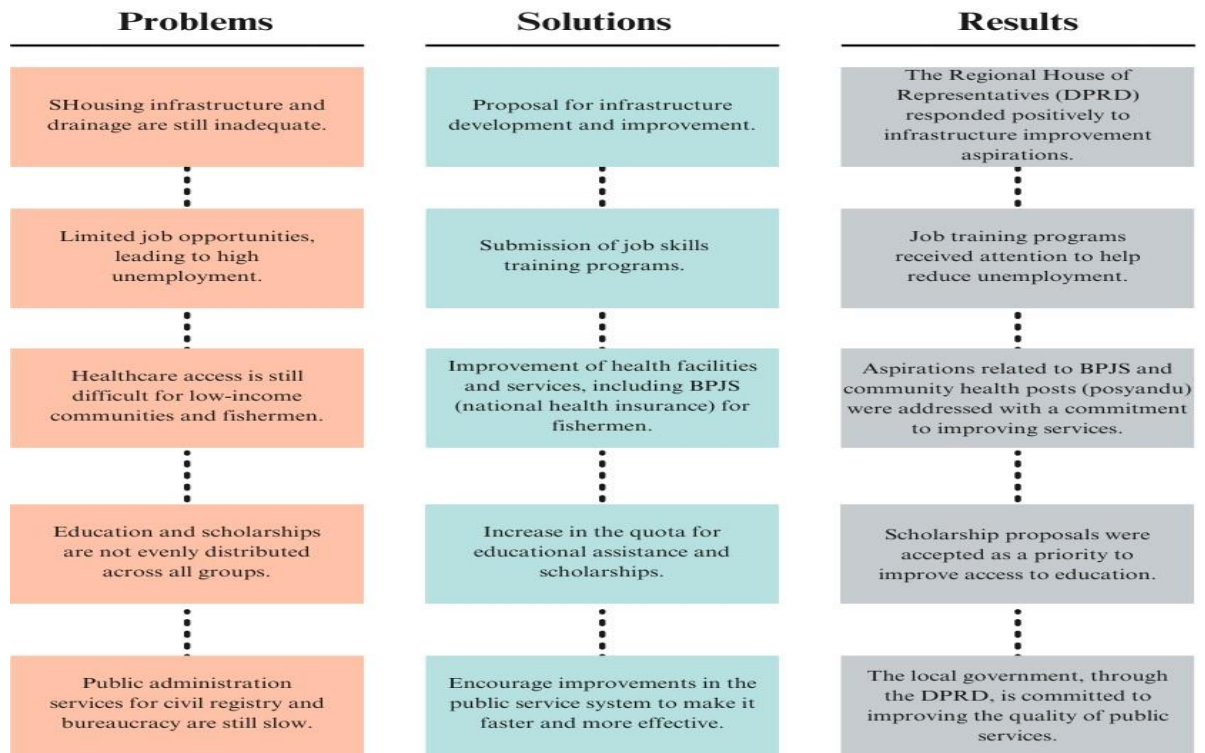 Problems
Solutions
Results
SHousing infrastructure and
drainage are still inadequate.
Proposal for infrastructure
development and improvement.
The Regional House of
Representatives (DPRD)
responded positively to
infrastructure improvement
aspirations.
Limited job opportunities,
leading to high
unemployment.
Submission of job skills
training programs.
Job training programs
received attention to help
reduce unemployment.
Healthcare access is still
difficult for low-income
communities and fishermen.
Improvement of health facilities
and services, including BPJS
(national health insurance) for
fishermen.
Aspirations related to BPJS and
community health posts (posyandu)
were addressed with a commitment
to improving services.
Education and scholarships
are not evenly distributed
across all groups.
Increase in the quota for
educational assistance and
scholarships.
Scholarship proposals were
accepted as a priority to
improve access to education.
Public administration
services for civil registry and
bureaucracy are still slow.
Encourage improvements in the
public service system to make it
faster and more effective.
The local government, through
the DPRD, is committed to
improving the quality of public
services.